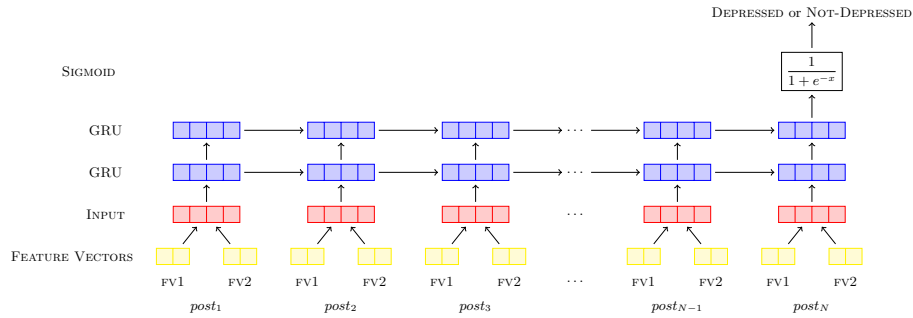 DEPRESSED or NOT-DEPRESSED
SIGMOID 1 / 1 + e^{-x}
GRU ...
GRU ...
INPUT ...
FEATURE VECTORS
FV1 FV2 FV1 FV2 FV1 FV2 ... FV1 FV2 FV1 FV2
post_1 post_2 post_3 post_{N-1} post_N